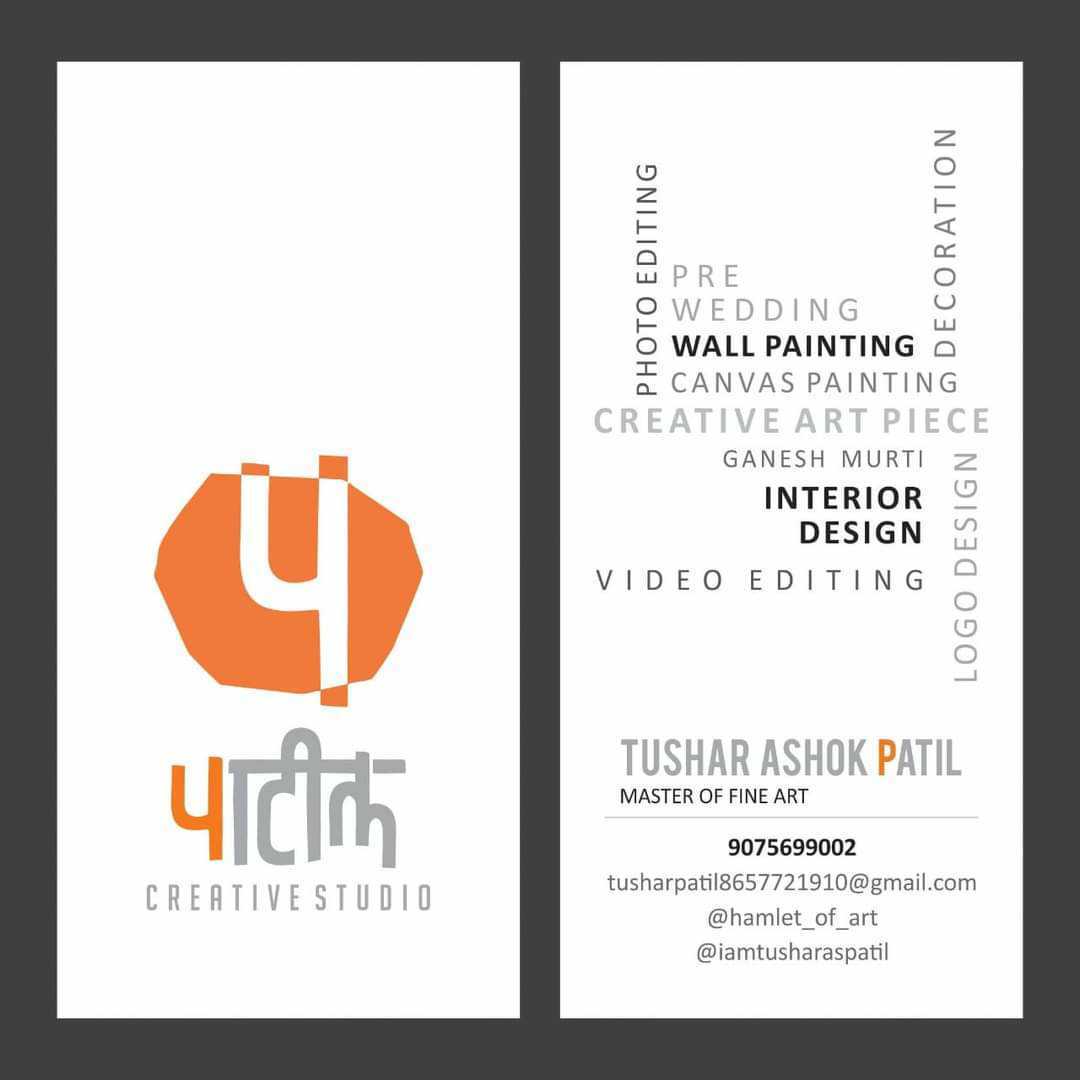 प
पाटील
CREATIVE STUDIO
PHOTO EDITING
DECORATION
PRE
WEDDING
WALL PAINTING
CANVAS PAINTING
CREATIVE ART PIECE
GANESH MURTI
INTERIOR
DESIGN
LOGO DESIGN
VIDEO EDITING
TUSHAR ASHOK PATIL
MASTER OF FINE ART
9075699002
tusharpatil8657721910@gmail.com
@hamlet_of_art
@iamtusharaspatil